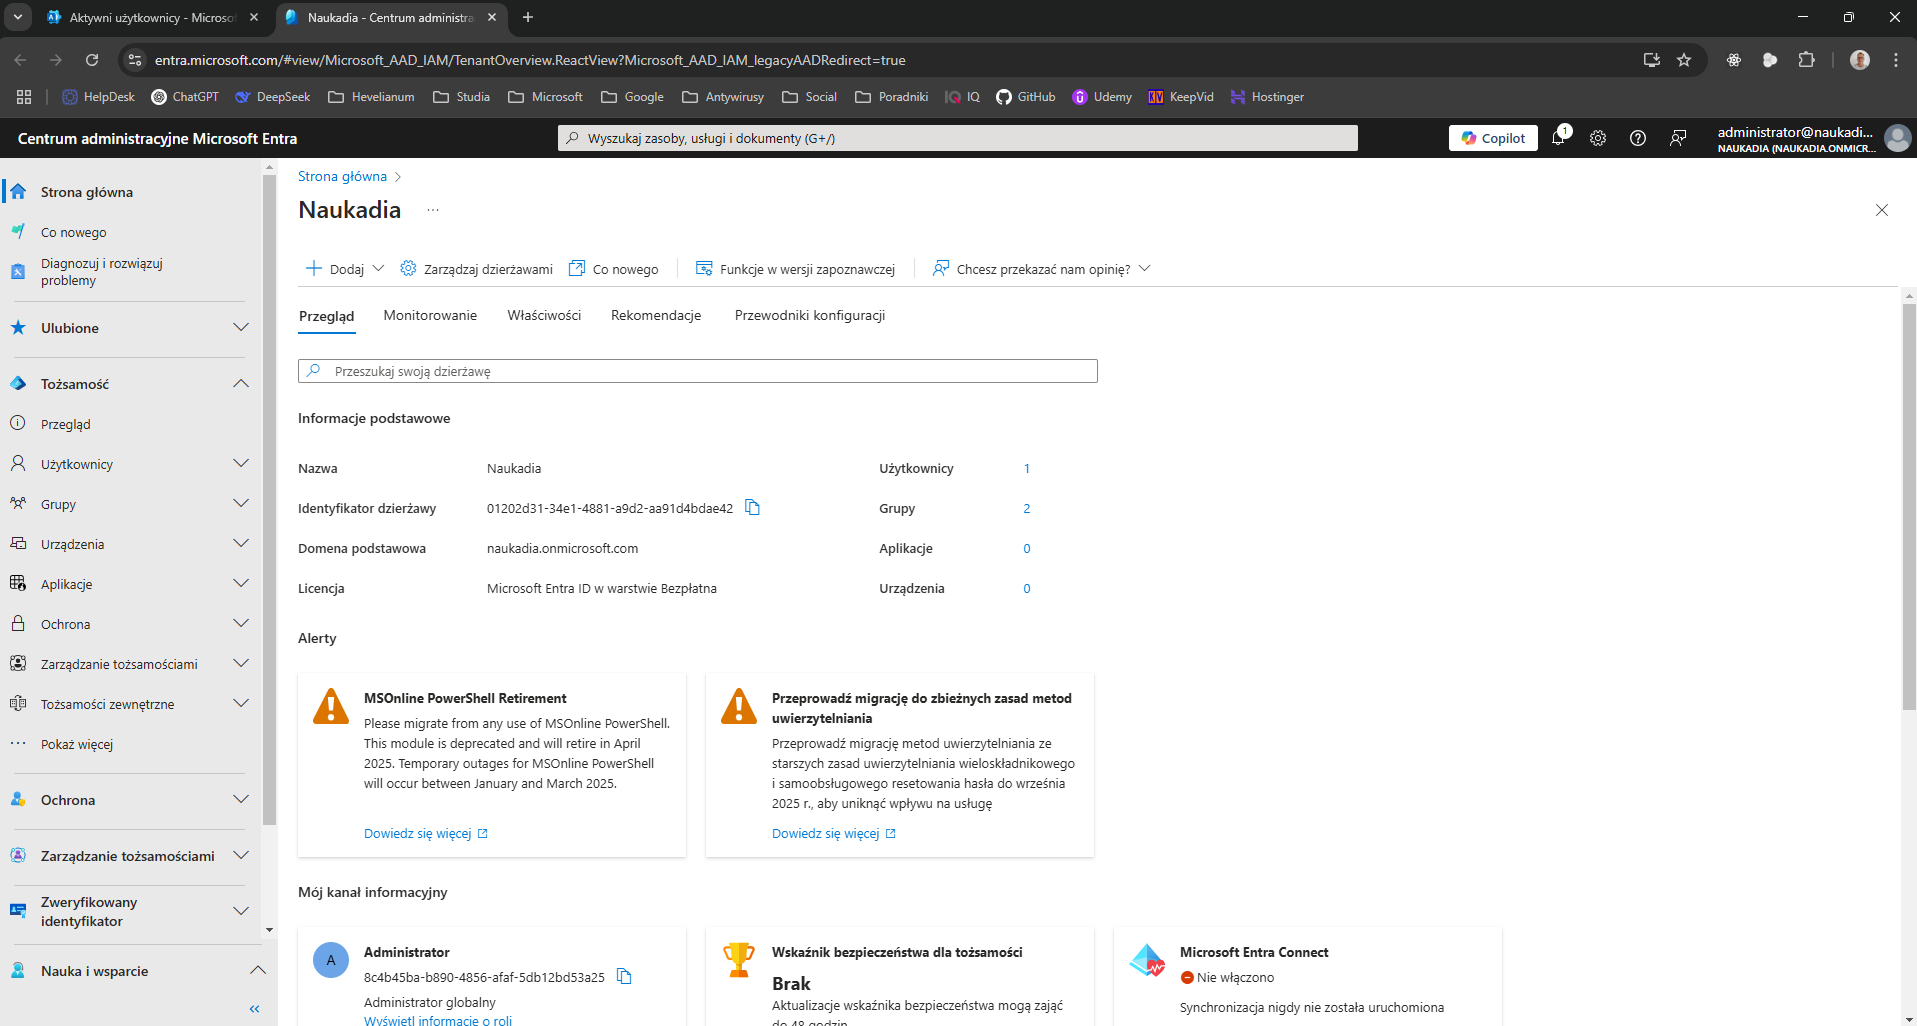 Aktywni użytkownicy - Microsof
Naukadia - Centrum administra
entra.microsoft.com/#view/Microsoft_AAD_IAM/TenantOverview.ReactView?Microsoft_AAD_IAM_legacyAADRedirect=true
HelpDesk ChatGPT DeepSeek Hevelianum Studia Microsoft Google Antywirusy Social Poradniki IQ IQ GitHub Udemy KV KeepVid Hostinger
Centrum administracyjne Microsoft Entra
Wyszukaj zasoby, usługi i dokumenty (G+/)
Copilot
1
administrator@naukadi...
NAUKADIA (NAUKADIA.ONMICR...
Strona główna
Co nowego
Diagnozuj i rozwiązuj
problemy
Ulubione
Tożsamość
Przegląd
Użytkownicy
Grupy
Urządzenia
Aplikacje
Ochrona
Zarządzanie tożsamościami
Tożsamości zewnętrzne
Pokaż więcej
Ochrona
Zarządzanie tożsamościami
Zweryfikowany
identyfikator
Nauka i wsparcie
Strona główna
Naukadia
Dodaj Zarządzaj dzierżawami Co nowego Funkcje w wersji zapoznawczej Chcesz przekazać nam opinię?
Przegląd Monitorowanie Właściwości Rekomendacje Przewodniki konfiguracji
Przeszukaj swoją dzierżawę
Informacje podstawowe
Nazwa Naukadia Użytkownicy 1
Identyfikator dzierżawy 01202d31-34e1-4881-a9d2-aa91d4bdae42 Grupy 2
Domena podstawowa naukadia.onmicrosoft.com Aplikacje 0
Licencja Microsoft Entra ID w warstwie Bezpłatna Urządzenia 0
Alerty
MSOnline PowerShell Retirement
Please migrate from any use of MSOnline PowerShell.
This module is deprecated and will retire in April
2025. Temporary outages for MSOnline PowerShell
will occur between January and March 2025.
Dowiedz się więcej
Przeprowadź migrację do zbieżnych zasad metod
uwierzytelniania
Przeprowadź migrację metod uwierzytelniania ze
starszych zasad uwierzytelniania wieloskładnikowego
i samoobsługowego resetowania hasła do września
2025 r., aby uniknąć wpływu na usługę
Dowiedz się więcej
Mój kanał informacyjny
A
Administrator
8c4b45ba-b890-4856-afaf-5db12bd53a25
Administrator globalny
Wyświetl informacje o roli
Wskaźnik bezpieczeństwa dla tożsamości
Brak
Aktualizacje wskaźnika bezpieczeństwa mogą zająć
do 48 godzin
Microsoft Entra Connect
Nie włączono
Synchronizacja nigdy nie została uruchomiona